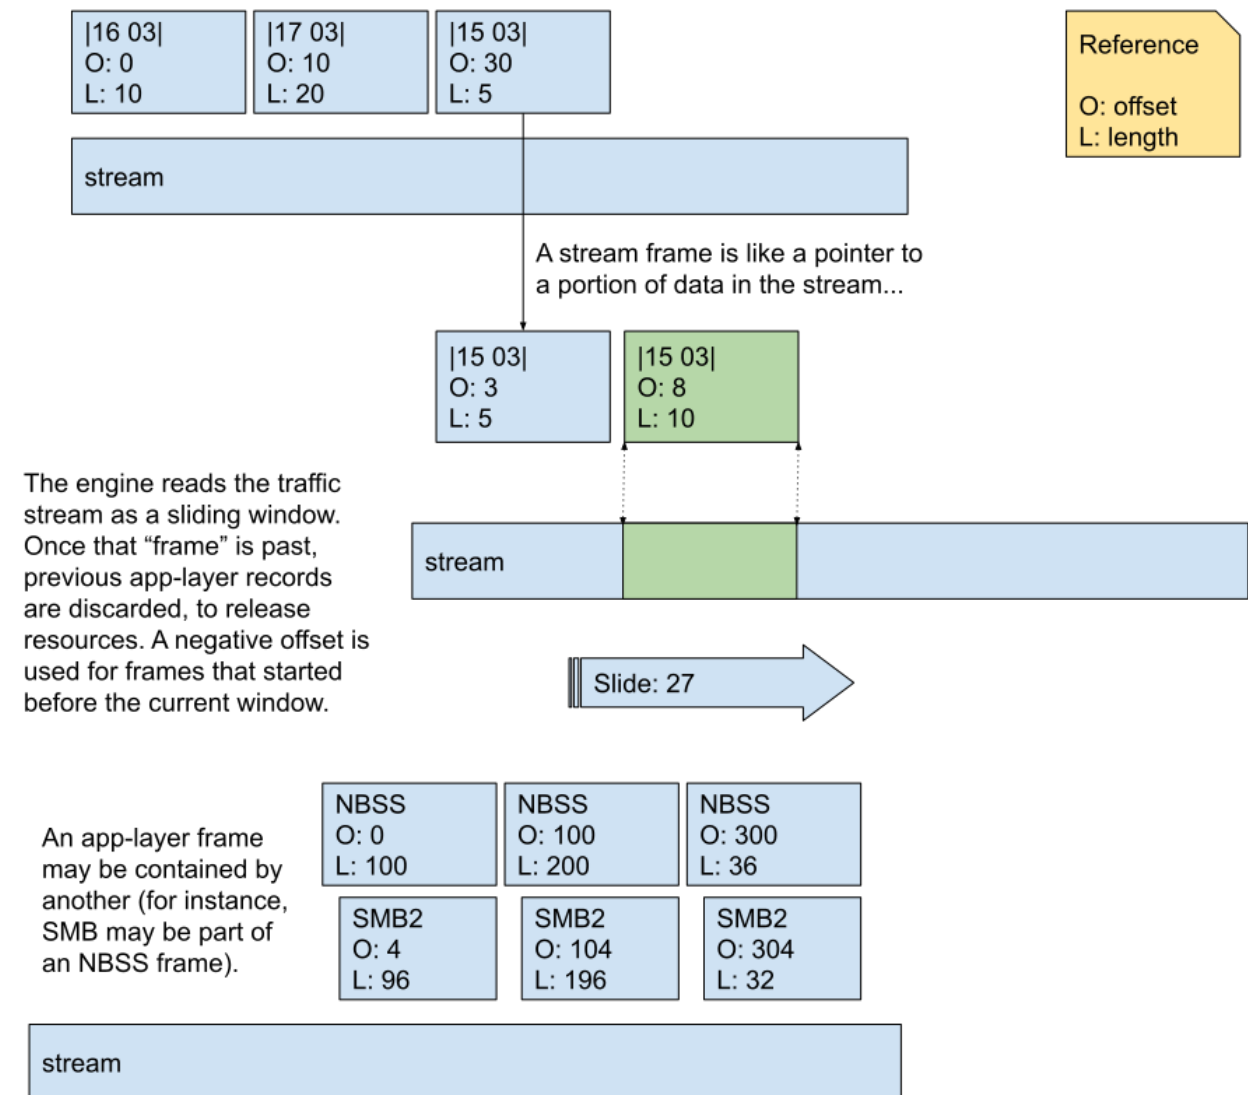 |16 03|
O: 0
L: 10
|17 03|
O: 10
L: 20
|15 03|
O: 30
L: 5
Reference
O: offset
L: length
stream
A stream frame is like a pointer to
a portion of data in the stream...
|15 03|
O: 3
L: 5
|15 03|
O: 8
L: 10
The engine reads the traffic
stream as a sliding window.
Once that “frame” is past,
previous app-layer records
are discarded, to release
resources. A negative offset is
used for frames that started
before the current window.
stream
Slide: 27
An app-layer frame
may be contained by
another (for instance,
SMB may be part of
an NBSS frame).
NBSS
O: 0
L: 100
NBSS
O: 100
L: 200
NBSS
O: 300
L: 36
SMB2
O: 4
L: 96
SMB2
O: 104
L: 196
SMB2
O: 304
L: 32
stream